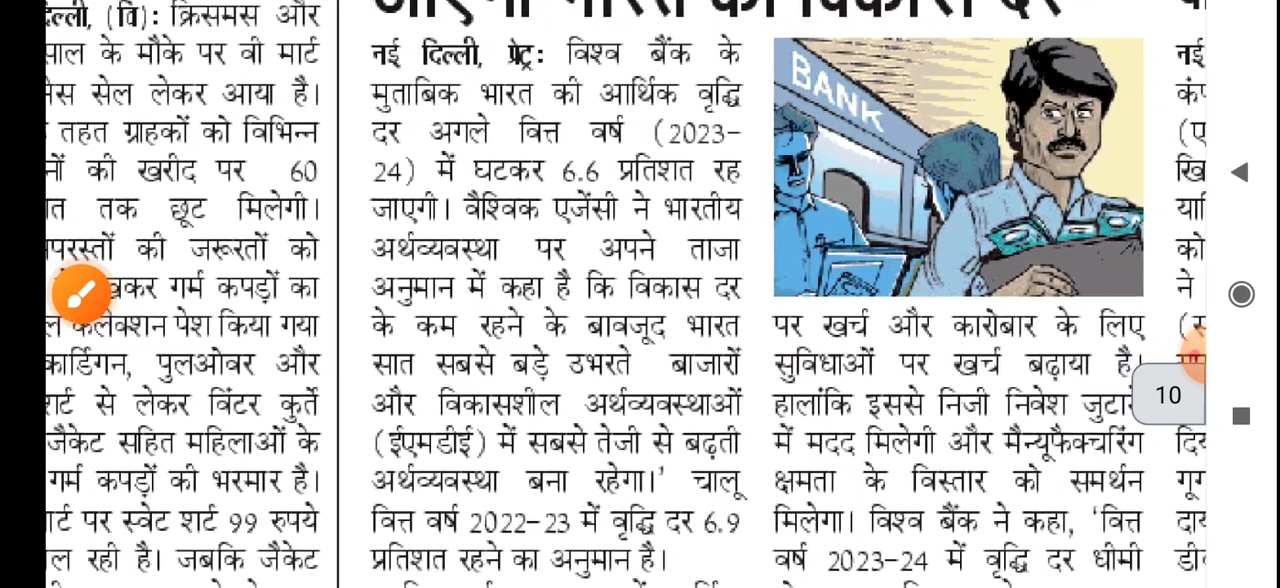 दिल्ली, (वि): क्रिसमस और
साल के मौके पर वी मार्ट
सेल लेकर आया है।
तहत ग्राहकों को विभिन्न
की खरीद पर 60
तक छूट मिलेगी।
की जरूरतों को
गर्म कपड़ों का
कलेक्शन पेश किया गया
कार्डिगन, पुलओवर और
शर्ट से लेकर विंटर कुर्ते
जैकेट सहित महिलाओं के
गर्म कपड़ों की भरमार है।
पर स्वेट शर्ट 99 रुपये
रही है। जबकि जैकेट
भारत की विकास दर
नई दिल्ली, प्रेट्र: विश्व बैंक के
मुताबिक भारत की आर्थिक वृद्धि
दर अगले वित्त वर्ष (2023-
24) में घटकर 6.6 प्रतिशत रह
जाएगी। वैश्विक एजेंसी ने भारतीय
अर्थव्यवस्था पर अपने ताजा
अनुमान में कहा है कि विकास दर
के कम रहने के बावजूद भारत
सात सबसे बड़े उभरते बाजारों
और विकासशील अर्थव्यवस्थाओं
(ईएमडीई) में सबसे तेजी से बढ़ती
अर्थव्यवस्था बना रहेगा।' चालू
वित्त वर्ष 2022-23 में वृद्धि दर 6.9
प्रतिशत रहने का अनुमान है।
BANK
पर खर्च और कारोबार के लिए
सुविधाओं पर खर्च बढ़ाया है।
हालांकि इससे निजी निवेश
में मदद मिलेगी और मैन्यूफैक्चरिंग
क्षमता के विस्तार को समर्थन
मिलेगा। विश्व बैंक ने कहा, 'वित्त
वर्ष 2023-24 में वृद्धि दर धीमी
10
नई
को
ने